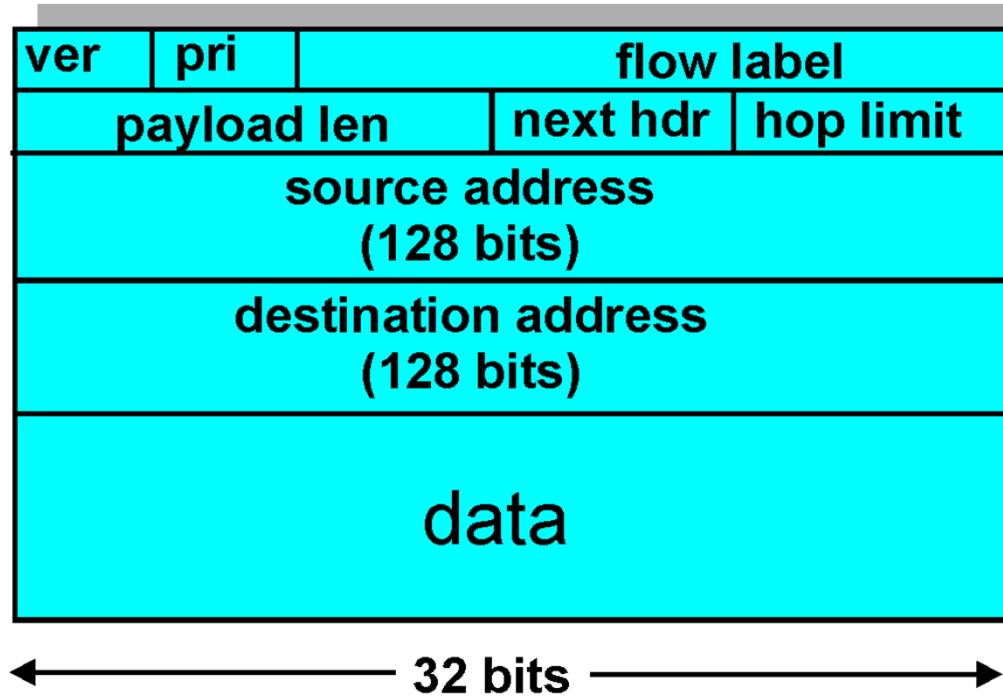 ver pri flow label
payload len next hdr hop limit
source address
(128 bits)
destination address
(128 bits)
data
32 bits